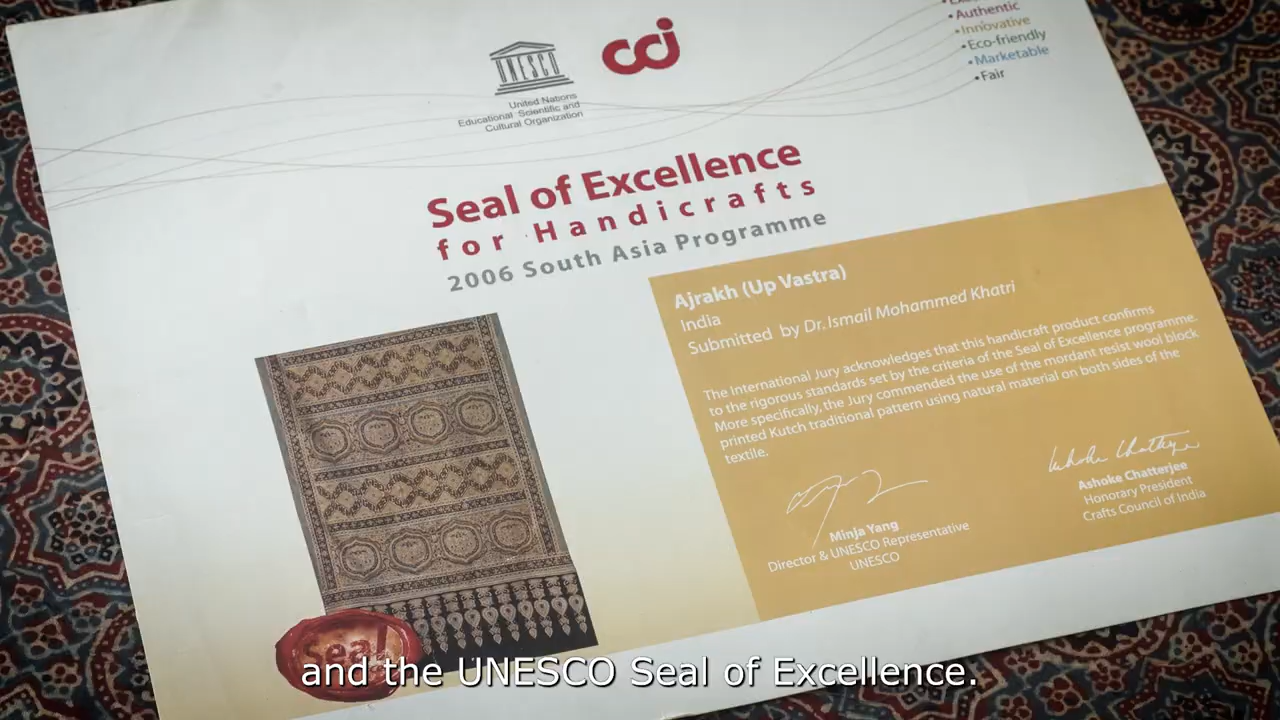 UNESCO
United Nations
Educational Scientific and
Cultural Organization
cci
• Authentic
• Innovative
• Eco-friendly
• Marketable
• Fair
Seal of Excellence
for Handicrafts
2006 South Asia Programme
Ajrakh (Up Vastra)
India
Submitted by Dr. Ismail Mohammed Khatri
The International Jury acknowledges that this handicraft product confirms
to the rigorous standards set by the criteria of the Seal of Excellence programme.
More specifically, the Jury commended the use of the mordant resist wool block
printed Kutch traditional pattern using natural material on both sides of the
textile.
Minja Yang
Director & UNESCO Representative
UNESCO
Ashoke Chatterjee
Honorary President
Crafts Council of India
Seal
and the UNESCO Seal of Excellence.